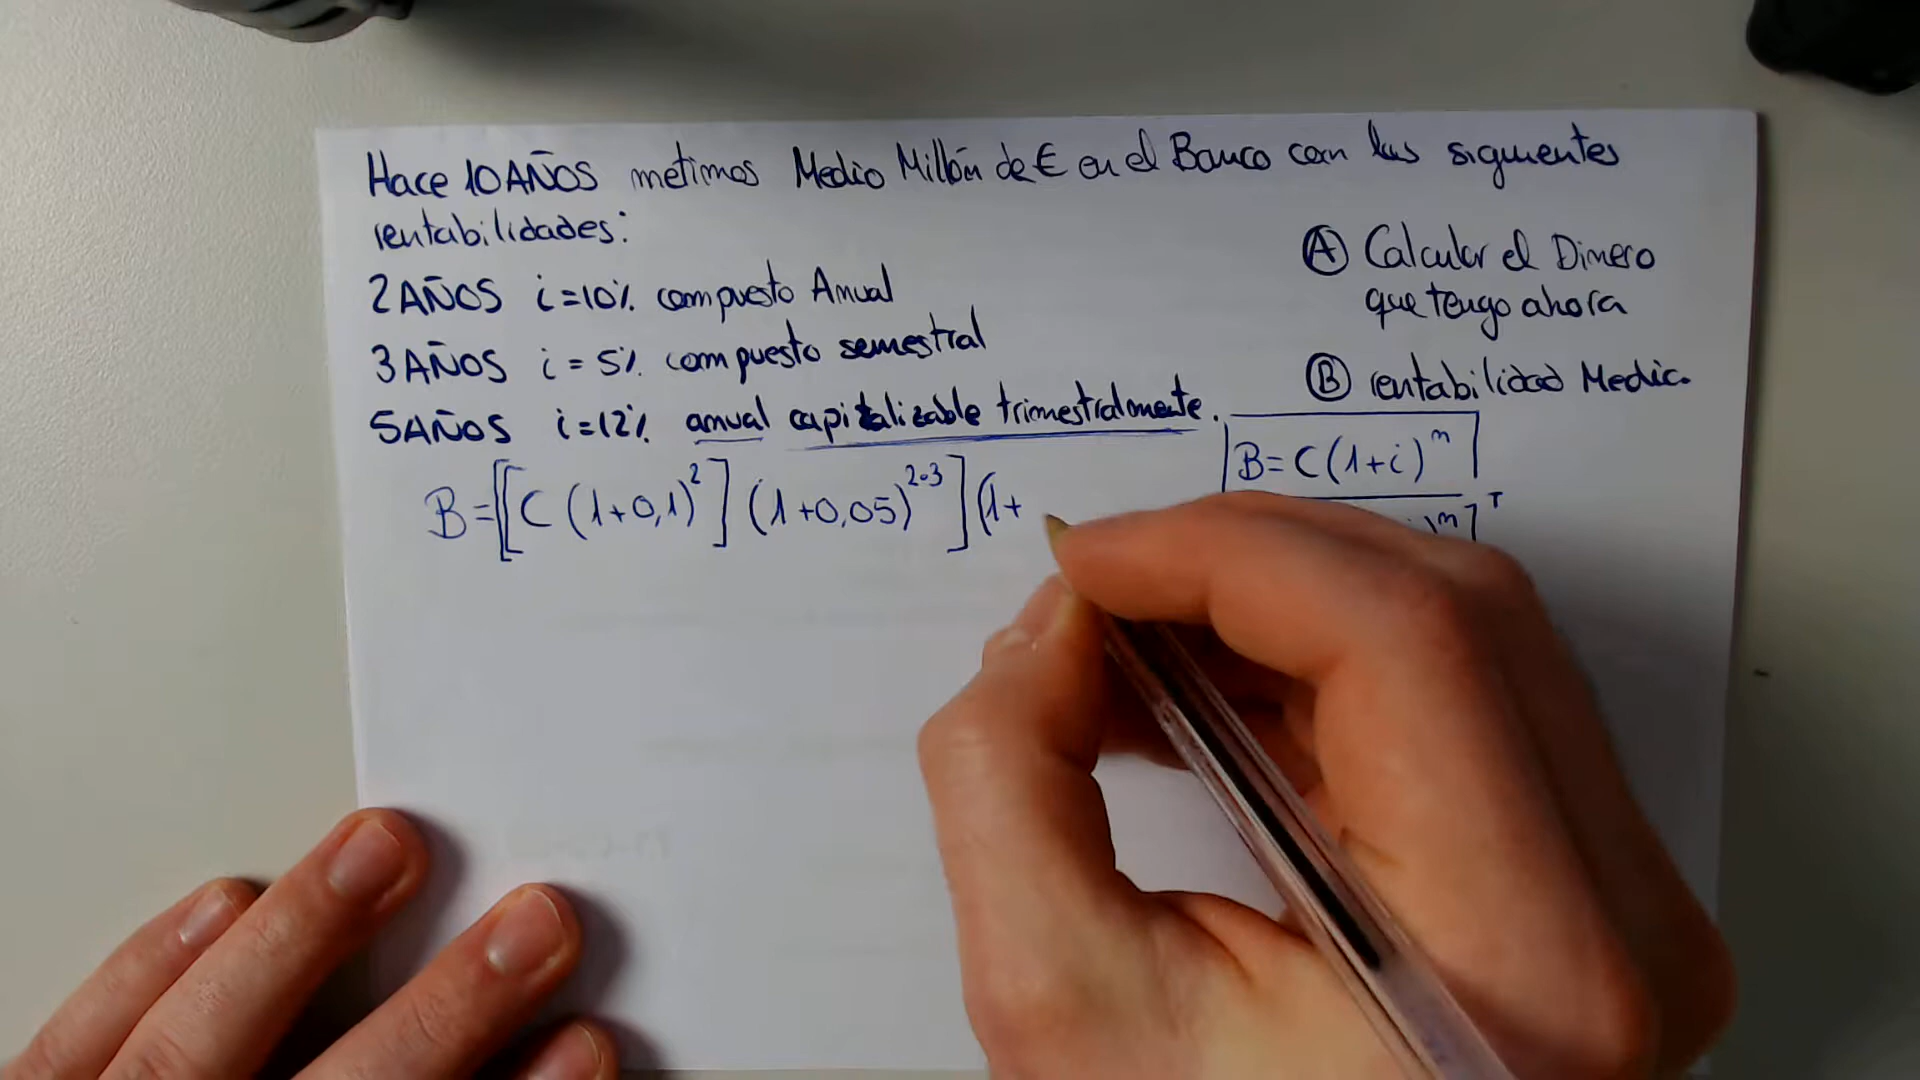 Hace 10 AÑOS metimos Medio Millón de € en el Banco con las siguientes
rentabilidades:
2 AÑOS i = 10% compuesto Anual
3 AÑOS i = 5% compuesto semestral
5 AÑOS i = 12% anual capitalizable trimestralmente.
Ⓐ Calcular el Dinero
que tengo ahora
Ⓑ rentabilidad Media.
B = C(1+i)^n
)^n]^T
B = [[C(1+0,1)^2](1+0,05)^2·3](1+